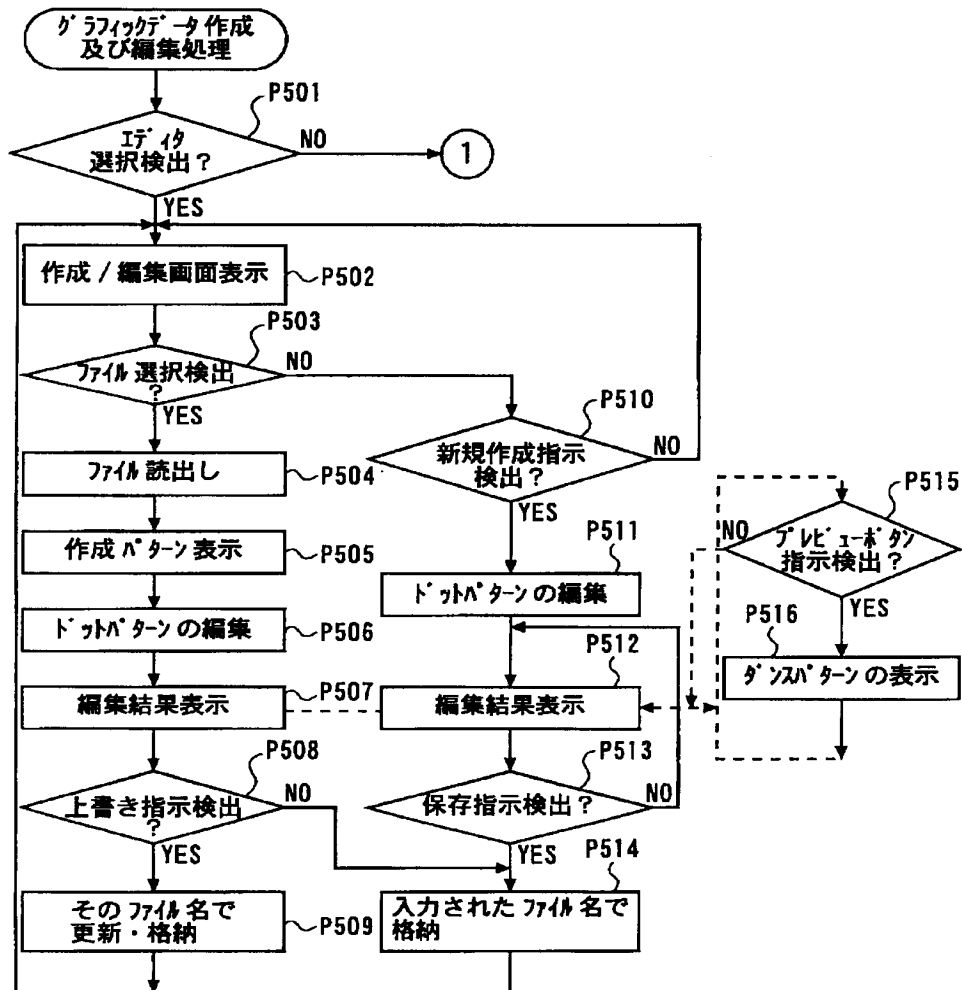 グラフィックデータ作成
及び編集処理
P501
エディタ
選択検出？
NO
1
YES
作成 / 編集画面表示
P502
P503
ファイル 選択検出
？
NO
YES
P510
新規作成指示
検出？
NO
YES
ファイル 読出し
P504
P515
プレビューボタン
指示検出？
NO
YES
作成 パターン 表示
P505
P511
ドットパターン の編集
P516
ダンスパターン の表示
ドットパターン の編集
P506
P512
編集結果表示
P507
編集結果表示
P508
上書き指示検出
？
NO
YES
P513
保存指示検出？
NO
YES
P514
その ファイル 名で
更新・格納
P509
入力された ファイル 名で
格納